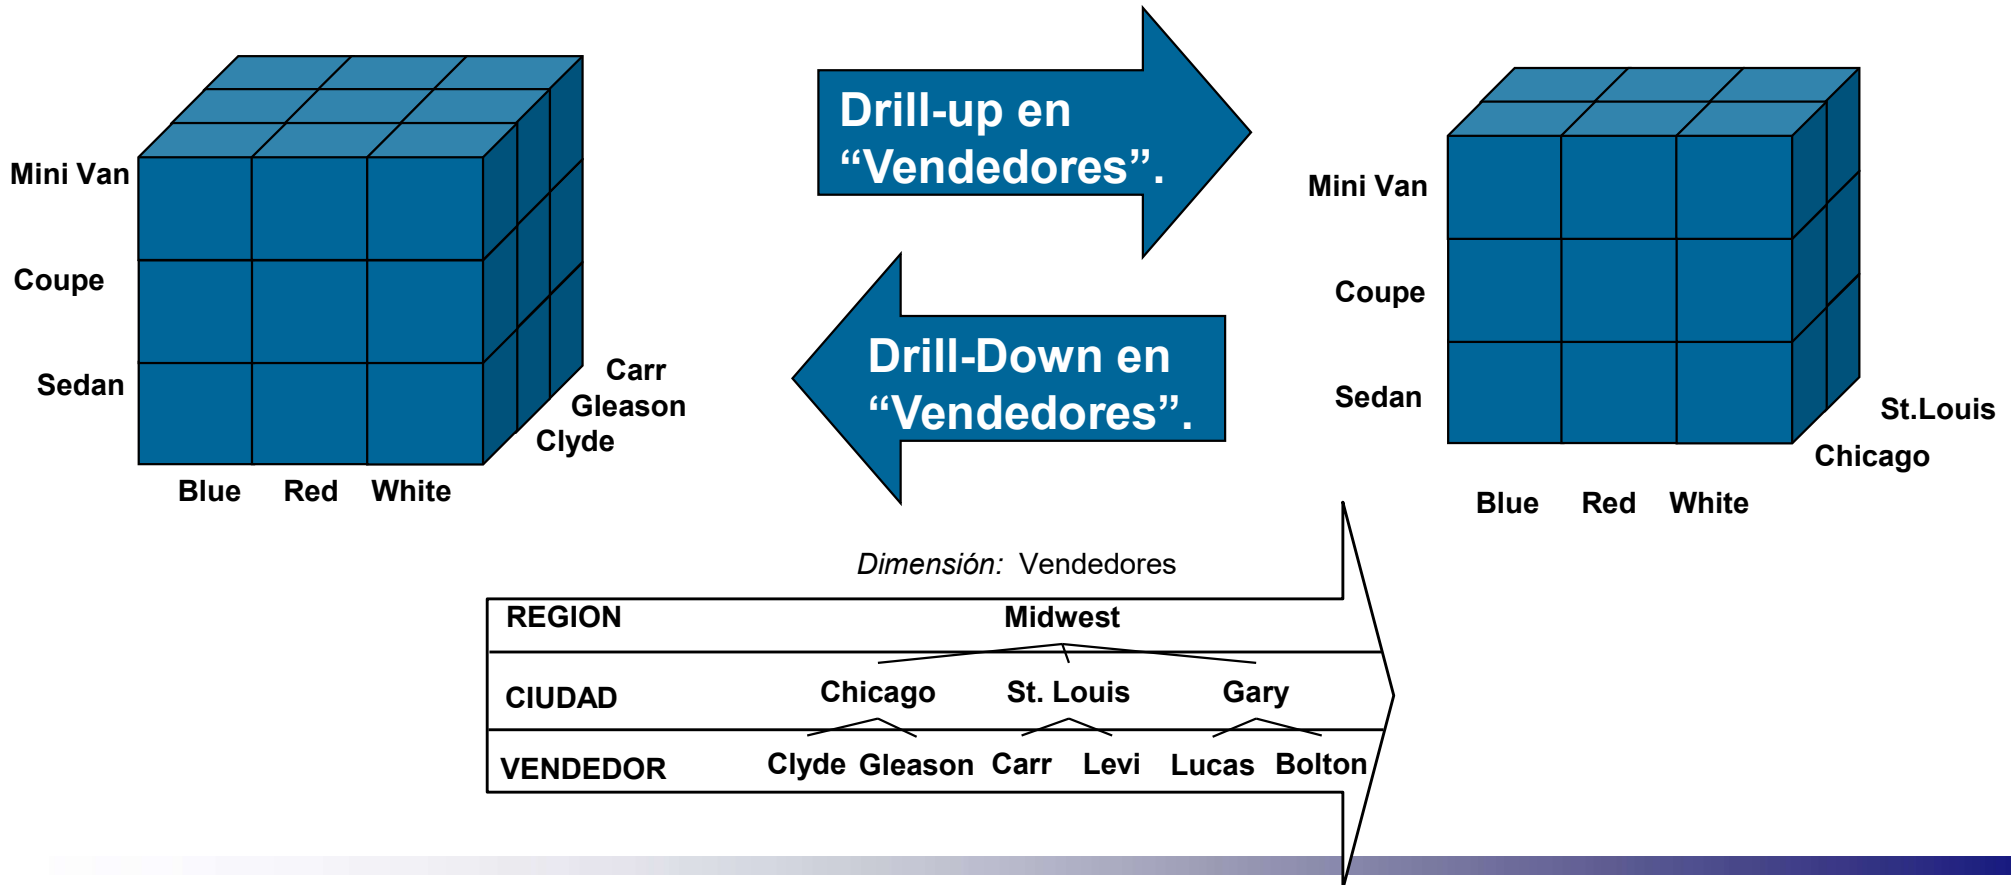 Mini Van
Coupe
Sedan
Carr
Gleason
Clyde
Blue Red White
Drill-up en
“Vendedores”.
Drill-Down en
“Vendedores”.
Mini Van
Coupe
Sedan
St.Louis
Chicago
Blue Red White
Dimensión: Vendedores
REGION Midwest
CIUDAD Chicago St. Louis Gary
VENDEDOR Clyde Gleason Carr Levi Lucas Bolton